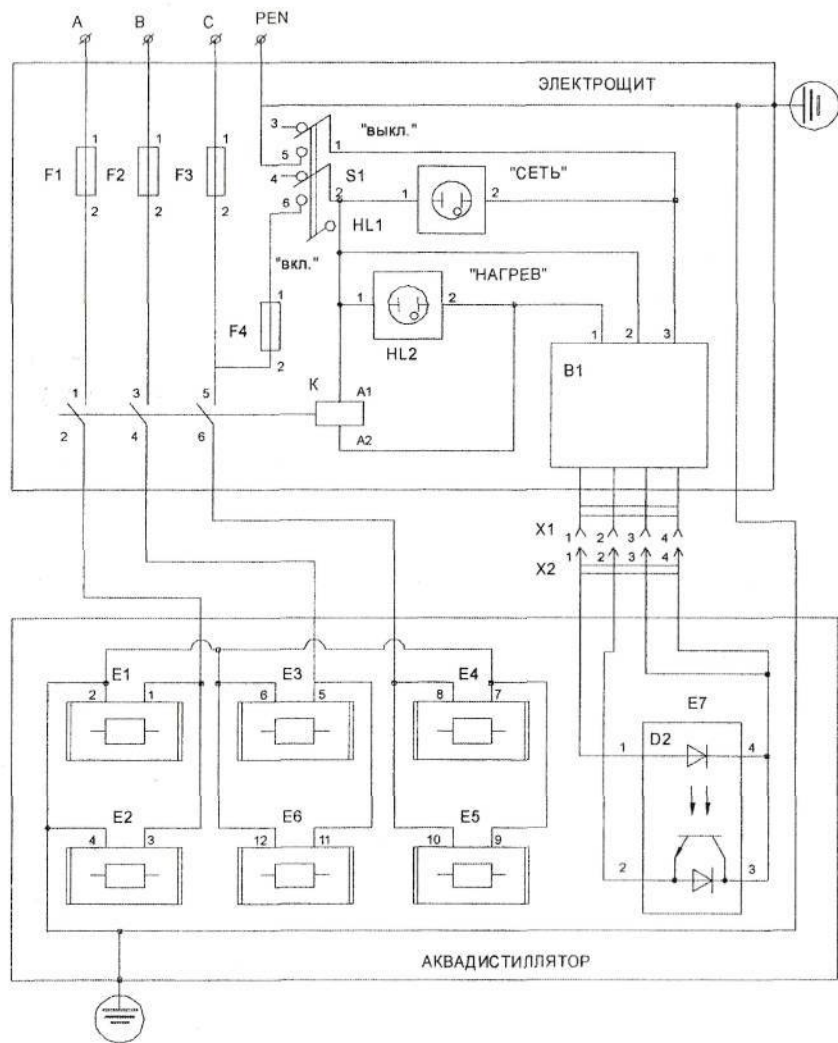 A B C PEN
ЭЛЕКТРОЩИТ
3 "выкл."
1 1 1 5 1
F1 F2 F3 4 S1 "СЕТЬ"
2 2 2 6 2 1 2
HL1
"вкл." "НАГРЕВ"
1 1 2
F4 HL2 1 2 3
2 B1
1 3 5 K A1
2 4 6 A2
X1 1 2 3 4
X2 1 2 3 4
E1 E3 E4
2 1 6 5 8 7 E7
D2
1 4
E2 E6 E5
4 3 12 11 10 9
2 3
АКВАДИСТИЛЛЯТОР